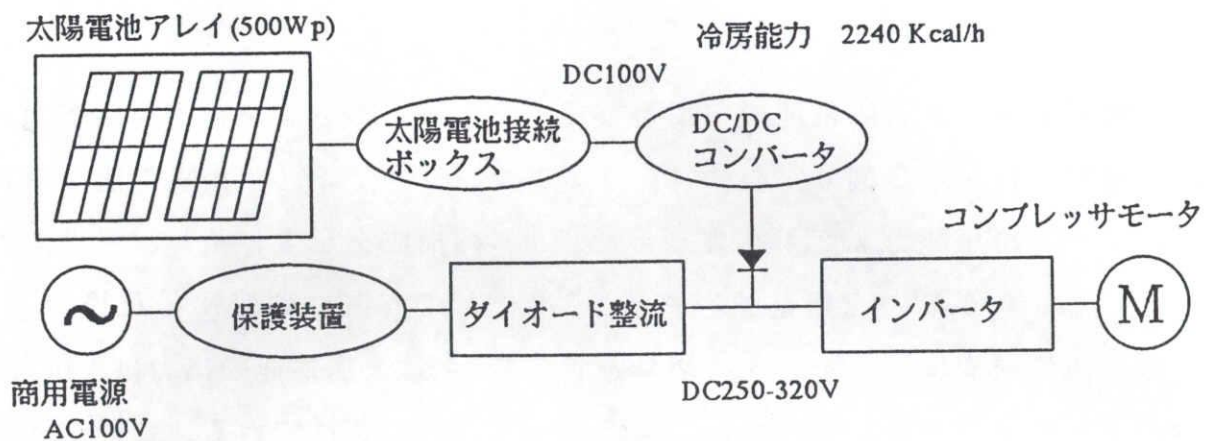 太陽電池アレイ(500Wp)
冷房能力 2240 Kcal/h
DC100V
太陽電池接続
ボックス
DC/DC
コンバータ
コンプレッサモータ
保護装置
ダイオード整流
インバータ
M
商用電源
AC100V
DC250-320V